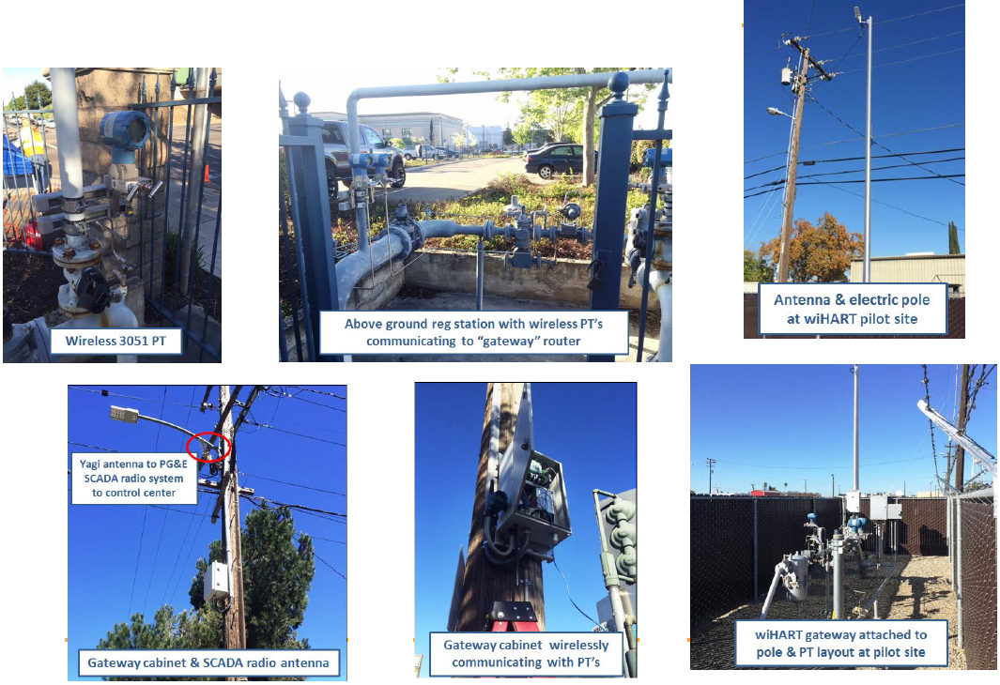 Wireless 3051 PT
Above ground reg station with wireless PT's
communicating to “gateway” router
Antenna & electric pole
at wiHART pilot site
Yagi antenna to PG&E
SCADA radio system
to control center
Gateway cabinet & SCADA radio antenna
Gateway cabinet wirelessly
communicating with PT's
wiHART gateway attached to
pole & PT layout at pilot site